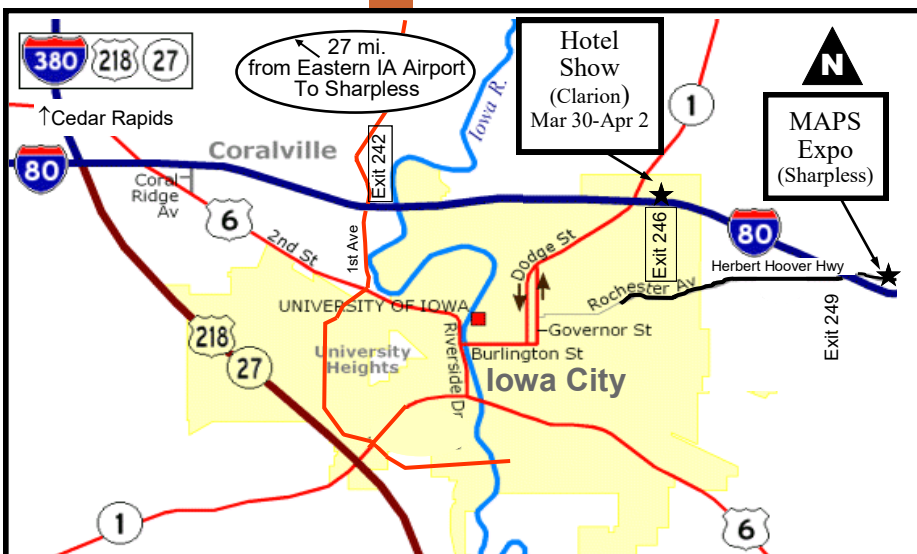 380
218
27
↑Cedar Rapids
27 mi.
from Eastern IA Airport
To Sharpless
Iowa R.
Hotel
Show
(Clarion)
Mar 30-Apr 2
1
N
MAPS
Expo
(Sharpless)
Coralville
80
Coral
Ridge
Av
6
2nd St
1st Ave
Exit 242
Exit 246
80
Herbert Hoover Hwy
Exit 249
Dodge St
Rochester Av
UNIVERSITY OF IOWA
Governor St
University
Heights
Riverside Dr
Burlington St
Iowa City
218
27
1
6